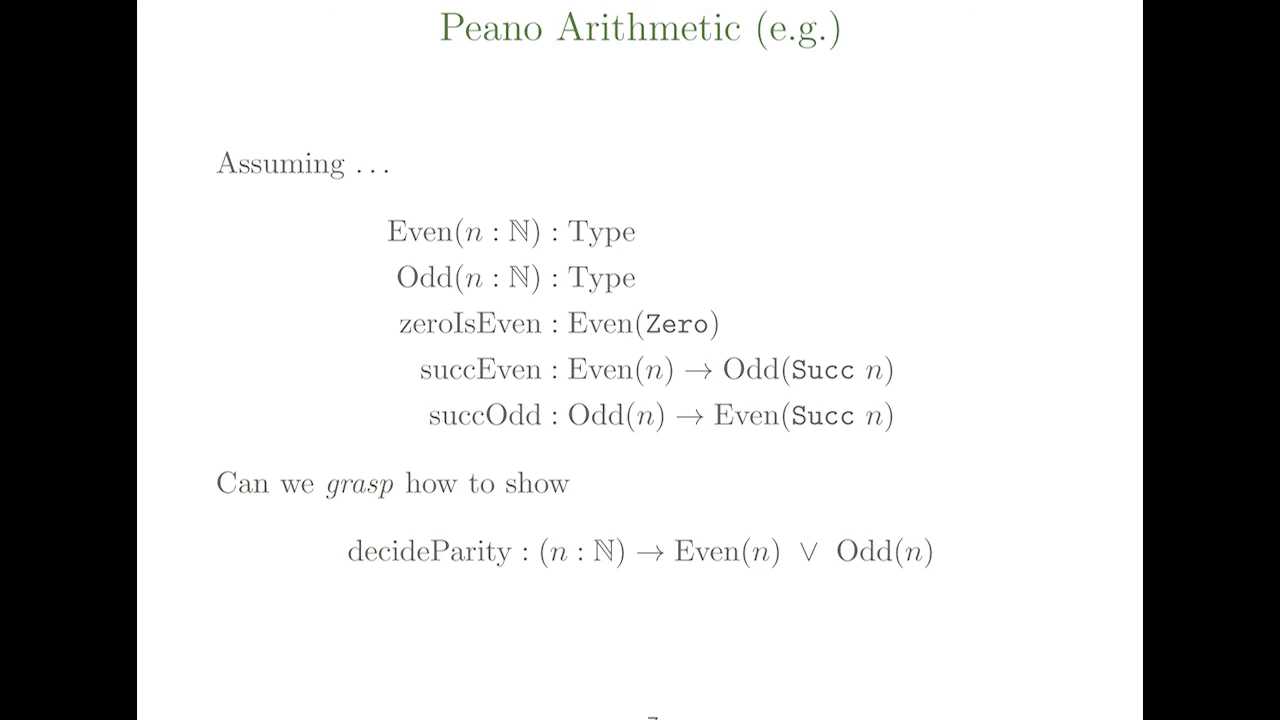 Peano Arithmetic (e.g.)
Assuming ...
Even(n : ℕ) : Type
Odd(n : ℕ) : Type
zeroIsEven : Even(Zero)
succEven : Even(n) → Odd(Succ n)
succOdd : Odd(n) → Even(Succ n)
Can we grasp how to show
decideParity : (n : ℕ) → Even(n) ∨ Odd(n)